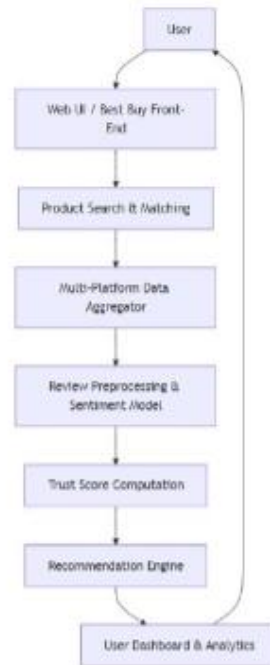 User
Web UI / Best Buy Front-
End
Product Search & Matching
Multi-Platform Data
Aggregator
Review Preprocessing &
Sentiment Model
Trust Score Computation
Recommendation Engine
User Dashboard & Analytics